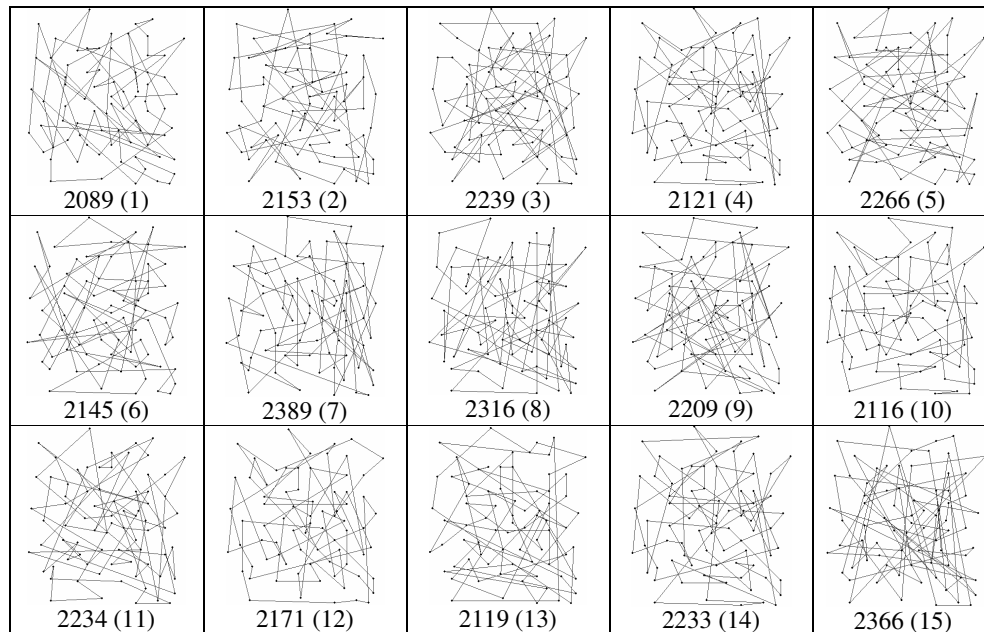 2089 (1) 2153 (2) 2239 (3) 2121 (4) 2266 (5)
2145 (6) 2389 (7) 2316 (8) 2209 (9) 2116 (10)
2234 (11) 2171 (12) 2119 (13) 2233 (14) 2366 (15)